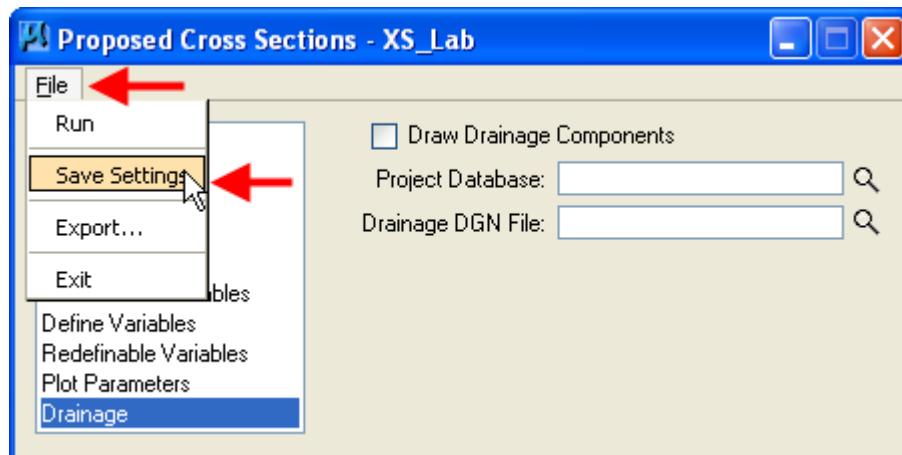 Proposed Cross Sections - XS_Lab
File
Run
Save Settings
Export...
Exit
Draw Drainage Components
Project Database:
Drainage DGN File:
Define Variables
Redefinable Variables
Plot Parameters
Drainage